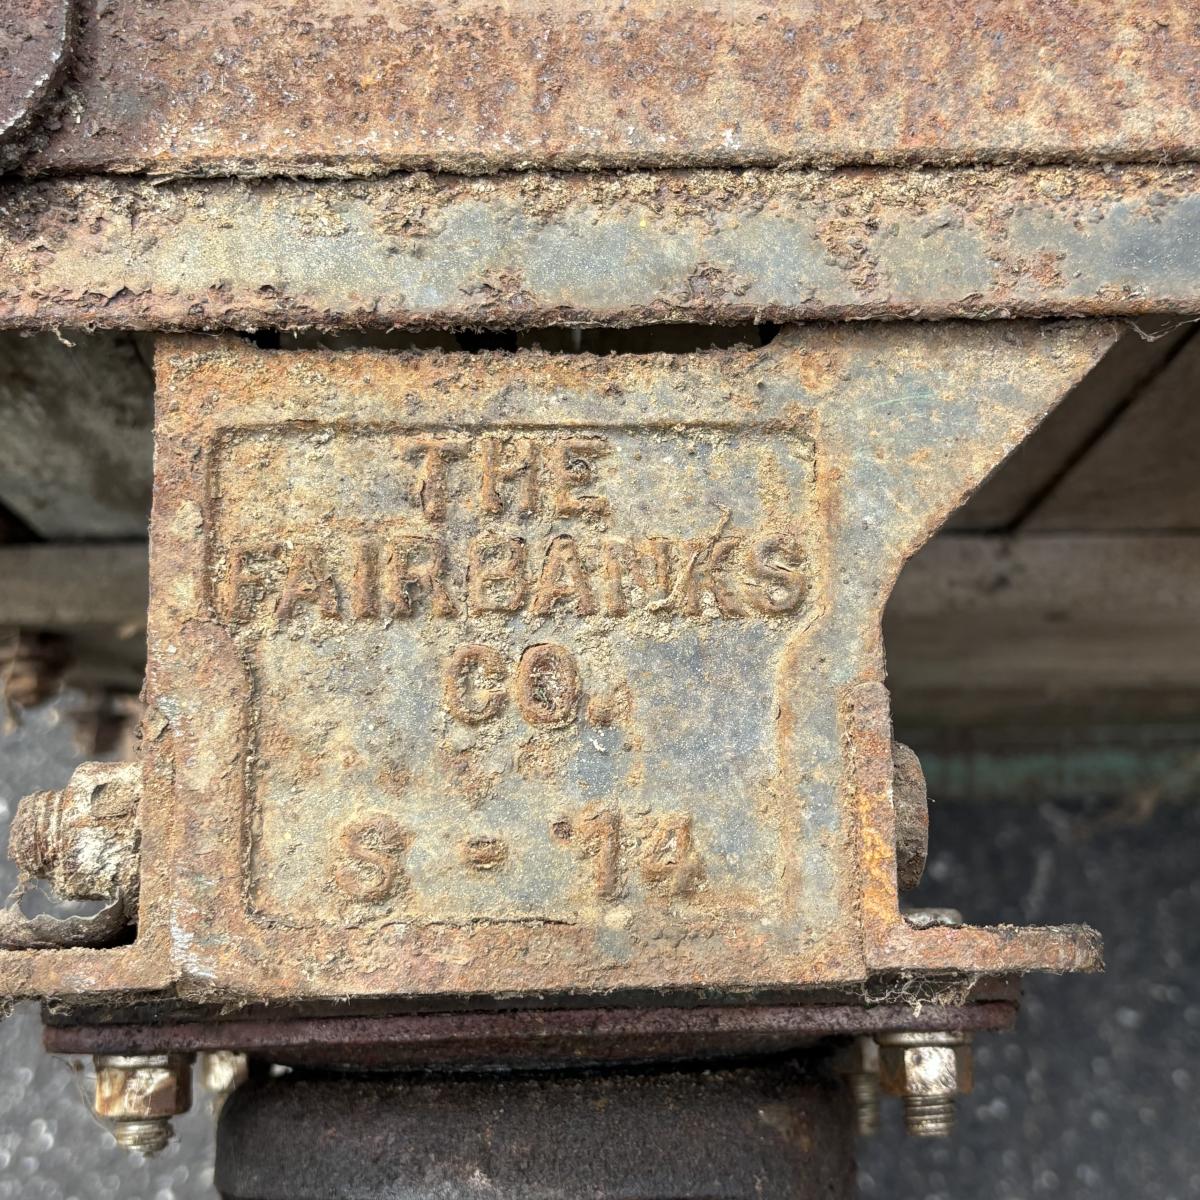 THE
FAIRBANKS
CO.
S - 14